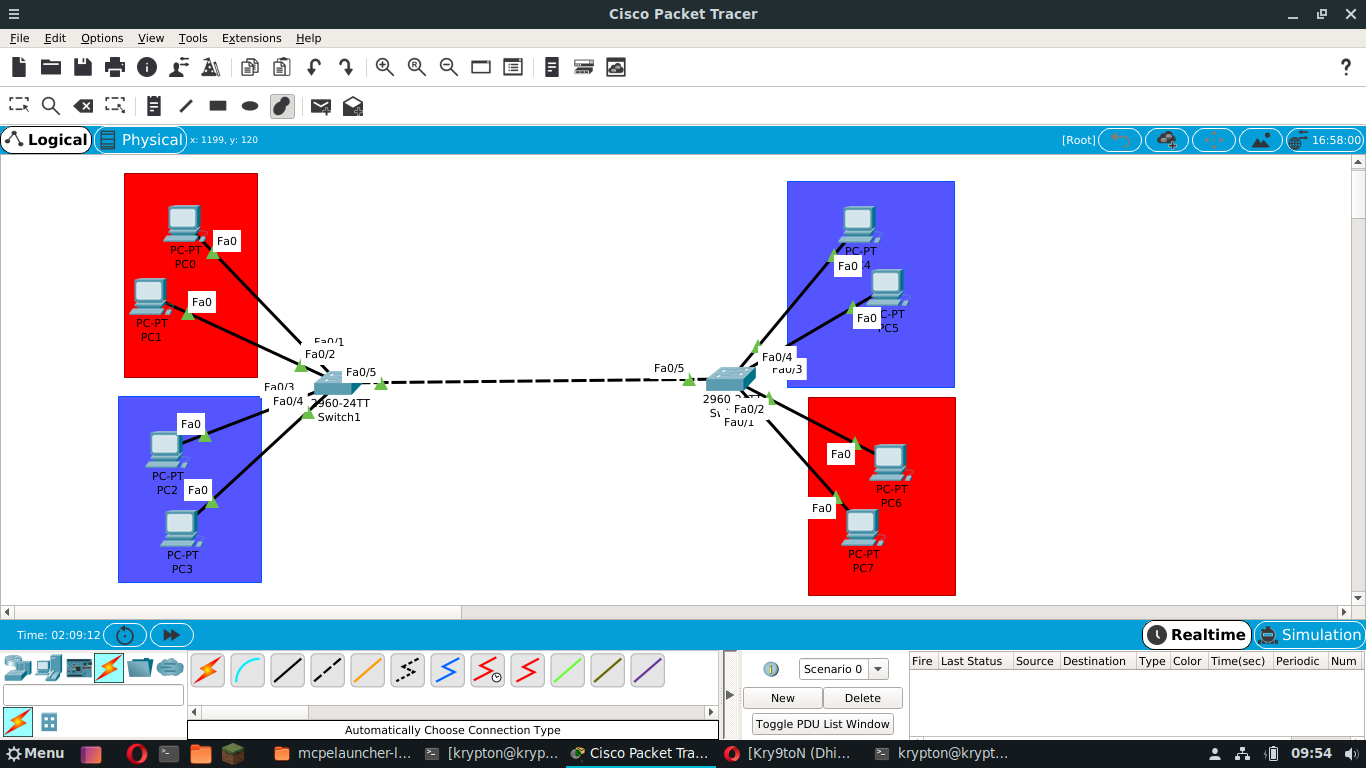 Cisco Packet Tracer
File Edit Options View Tools Extensions Help
Logical Physical x: 1199, y: 120 [Root] 16:58:00
Fa0
PC-PT
PC0
Fa0
PC-PT
PC1
Fa0/1
Fa0/2
Fa0/5
Fa0/3
Fa0/4
2960-24TT
Switch1
Fa0
PC-PT
PC2
Fa0
PC-PT
PC3
PC-PT
Fa0
PC-PT
Fa0
PC5
Fa0/5
Fa0/4
Fa0/3
2960
Fa0/2
Fa0/1
Fa0
PC-PT
PC6
Fa0
PC-PT
PC7
Time: 02:09:12 Realtime Simulation
Scenario 0
New Delete
Toggle PDU List Window
Fire Last Status Source Destination Type Color Time(sec) Periodic Num
Automatically Choose Connection Type
Menu mcpelauncher-l... [krypton@kryp... Cisco Packet Tra... [Kry9toN (Dhi... krypton@krypt... 09:54